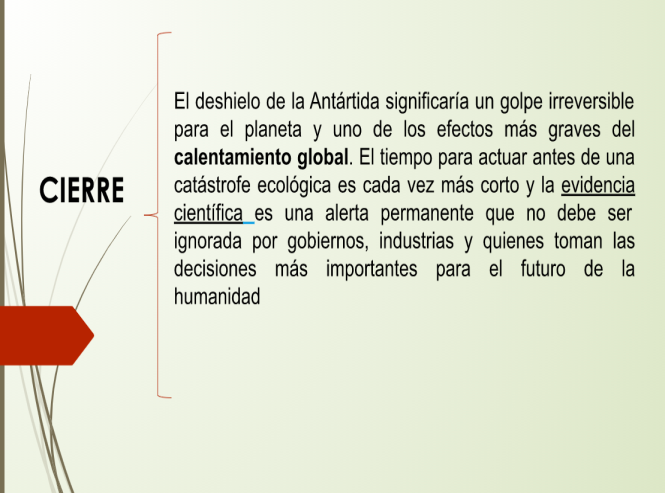 El deshielo de la Antártida significaría un golpe irreversible
para el planeta y uno de los efectos más graves del
calentamiento global. El tiempo para actuar antes de una
CIERRE
catástrofe ecológica es cada vez más corto y la evidencia
científica es una alerta permanente que no debe ser
ignorada por gobiernos, industrias y quienes toman las
decisiones más importantes para el futuro de la
humanidad